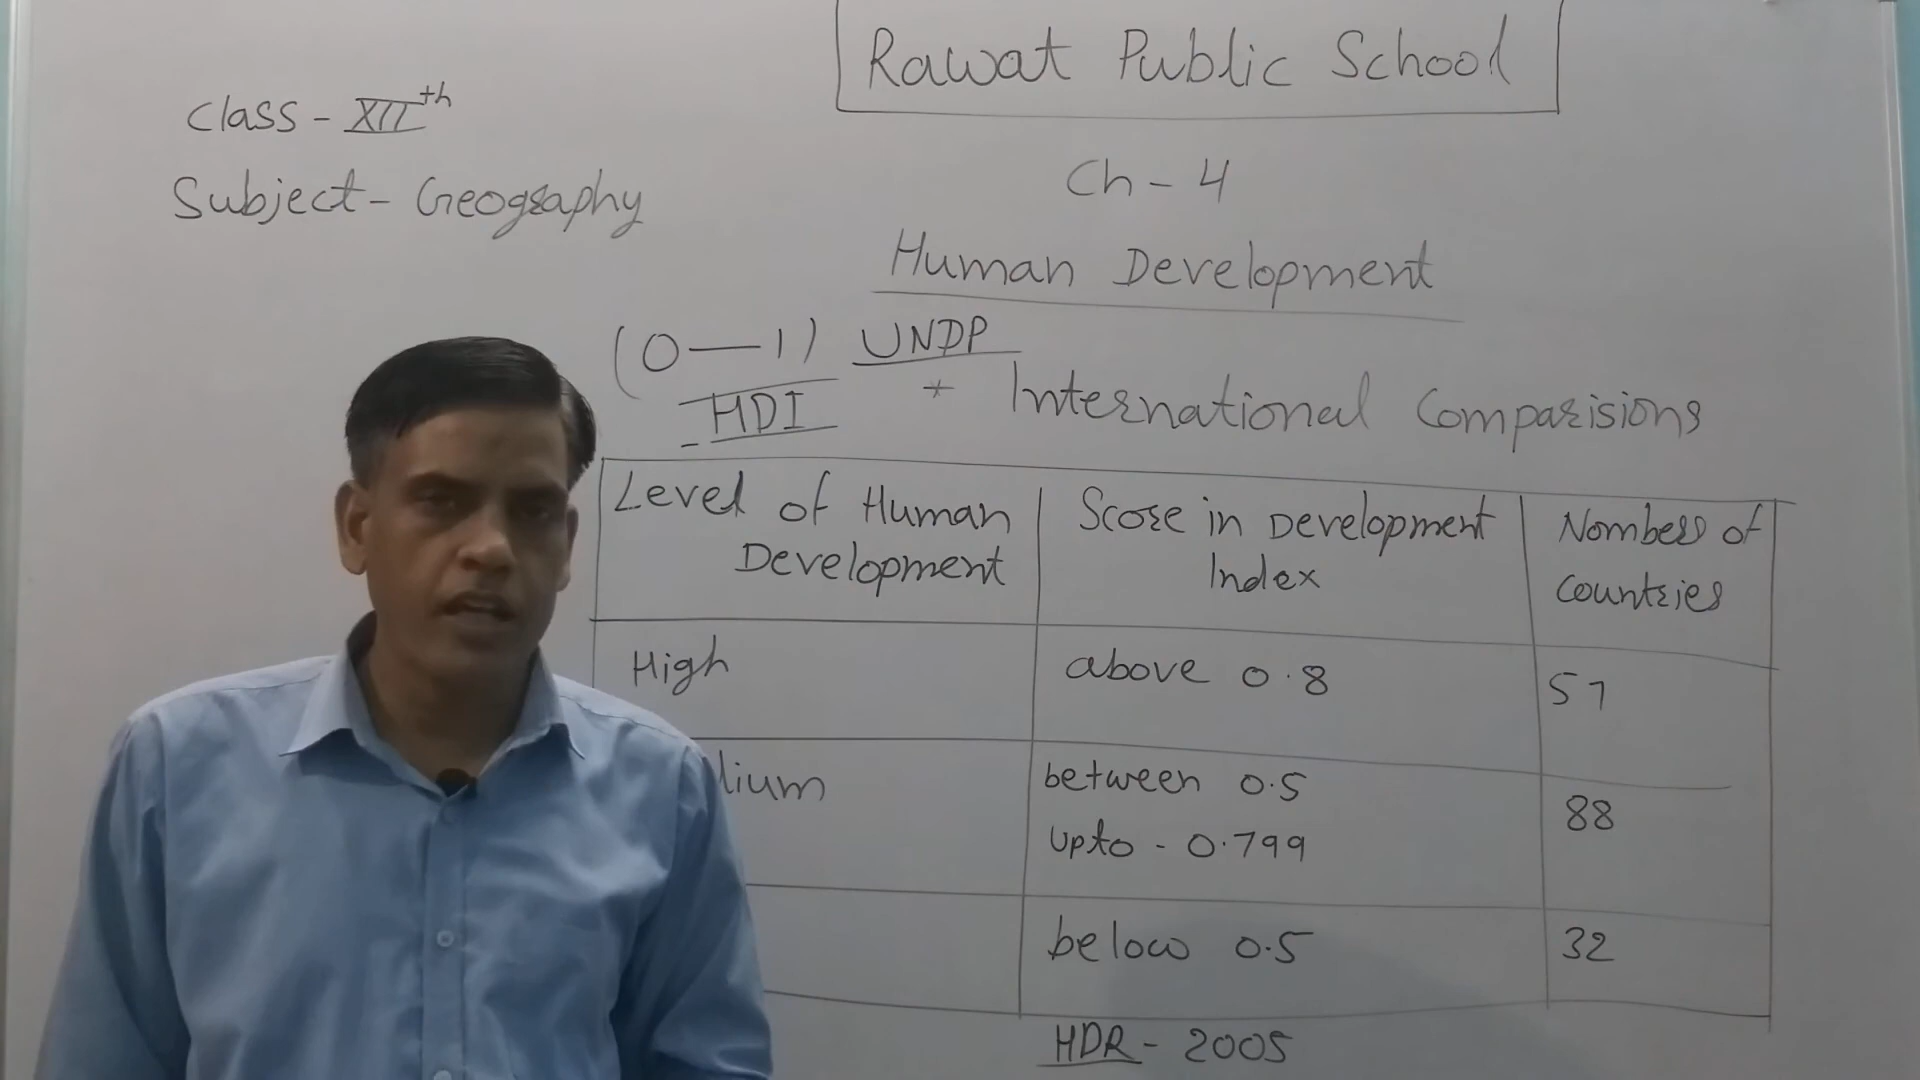 Rawat Public School
Class - XII th
Subject - Geography
Ch - 4
Human Development
(0 — 1) UNDP
HDI
* International Comparisions
Level of Human Development
Score in Development Index
Nombers of Countries
High
above 0.8
57
lium
between 0.5
upto - 0.799
88
below 0.5
32
HDR - 2005